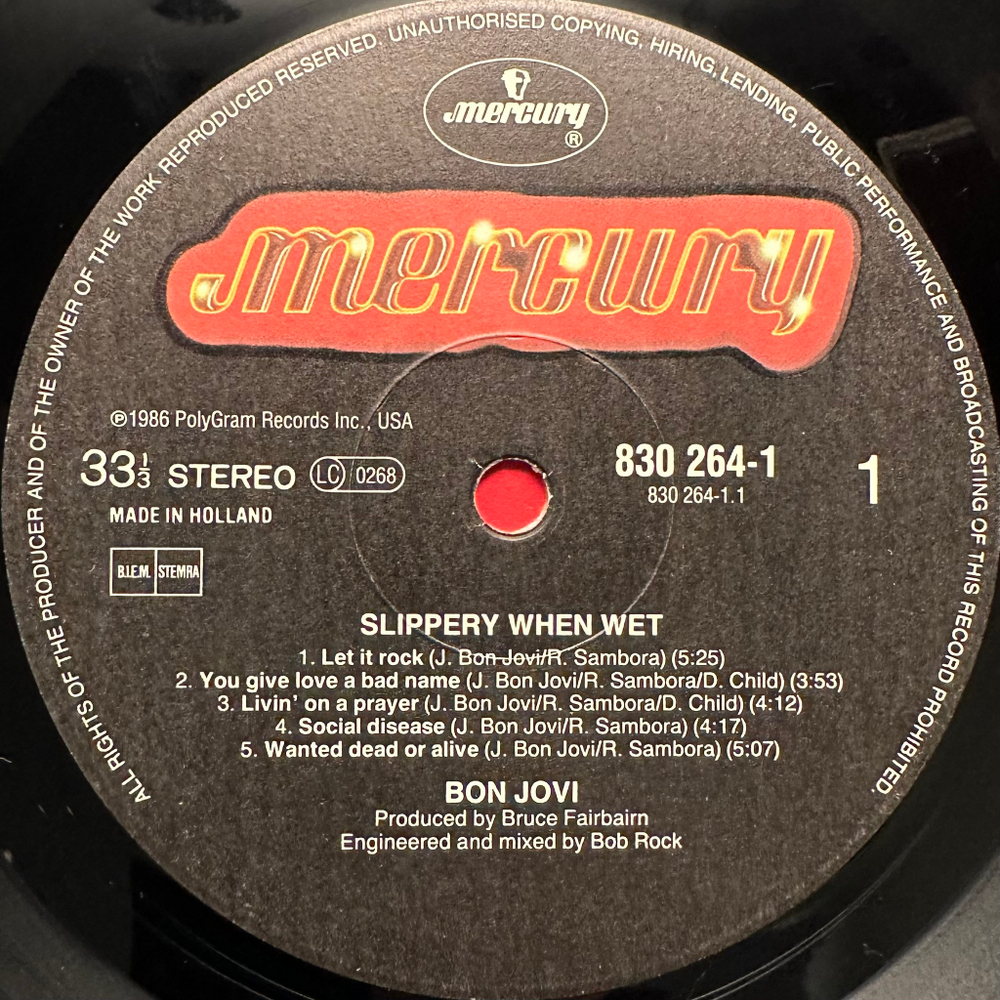 ALL RIGHTS OF THE PRODUCER AND OF THE OWNER OF THE WORK REPRODUCED RESERVED. UNAUTHORISED COPYING, HIRING, LENDING, PUBLIC PERFORMANCE AND BROADCASTING OF THIS RECORD PROHIBITED.
mercury
®
mercury
℗1986 PolyGram Records Inc., USA
33⅓ STEREO LC 0268
830 264-1
830 264-1.1
1
MADE IN HOLLAND
B.I.E.M. STEMRA
SLIPPERY WHEN WET
1. Let it rock (J. Bon Jovi/R. Sambora) (5:25)
2. You give love a bad name (J. Bon Jovi/R. Sambora/D. Child) (3:53)
3. Livin' on a prayer (J. Bon Jovi/R. Sambora/D. Child) (4:12)
4. Social disease (J. Bon Jovi/R. Sambora) (4:17)
5. Wanted dead or alive (J. Bon Jovi/R. Sambora) (5:07)
BON JOVI
Produced by Bruce Fairbairn
Engineered and mixed by Bob Rock